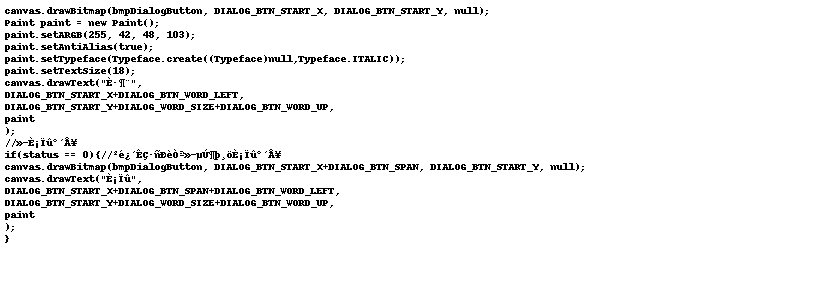 canvas.drawBitmap(bmpDialogButton, DIALOG_BTN_START_X, DIALOG_BTN_START_Y, null);
Paint paint = new Paint();
paint.setARGB(255, 42, 48, 103);
paint.setAntiAlias(true);
paint.setTypeface(Typeface.create((Typeface)null,Typeface.ITALIC));
paint.setTextSize(18);
canvas.drawText("È·¶¨",
DIALOG_BTN_START_X+DIALOG_BTN_WORD_LEFT,
DIALOG_BTN_START_Y+DIALOG_WORD_SIZE+DIALOG_BTN_WORD_UP,
paint
);
//»­È¡Ïû°´Å¥
if(status == 0){//²é¿´ÊÇ·ñÐèÒª»­µÚ¶þ¸öÈ¡Ïû°´Å¥
canvas.drawBitmap(bmpDialogButton, DIALOG_BTN_START_X+DIALOG_BTN_SPAN, DIALOG_BTN_START_Y, null);
canvas.drawText("È¡Ïû",
DIALOG_BTN_START_X+DIALOG_BTN_SPAN+DIALOG_BTN_WORD_LEFT,
DIALOG_BTN_START_Y+DIALOG_WORD_SIZE+DIALOG_BTN_WORD_UP,
paint
);
}